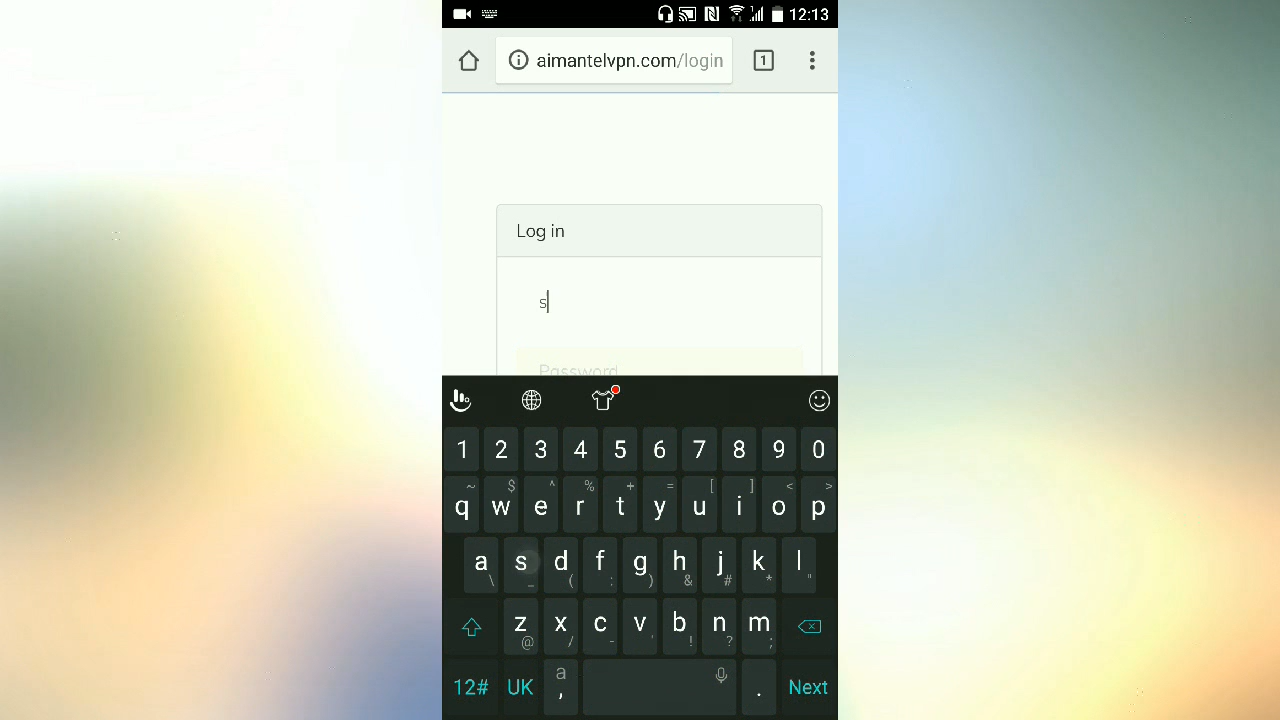 12:13
aimantelvpn.com/login
1
Log in
s
Password
1 2 3 4 5 6 7 8 9 0
~ $ ^ % + = [ ] < >
q w e r t y u i o p
a s d f g h j k l
\ _ ( : ) & # * "
z x c v b n m
@ / - ' ! ? ;
12# UK a , . Next